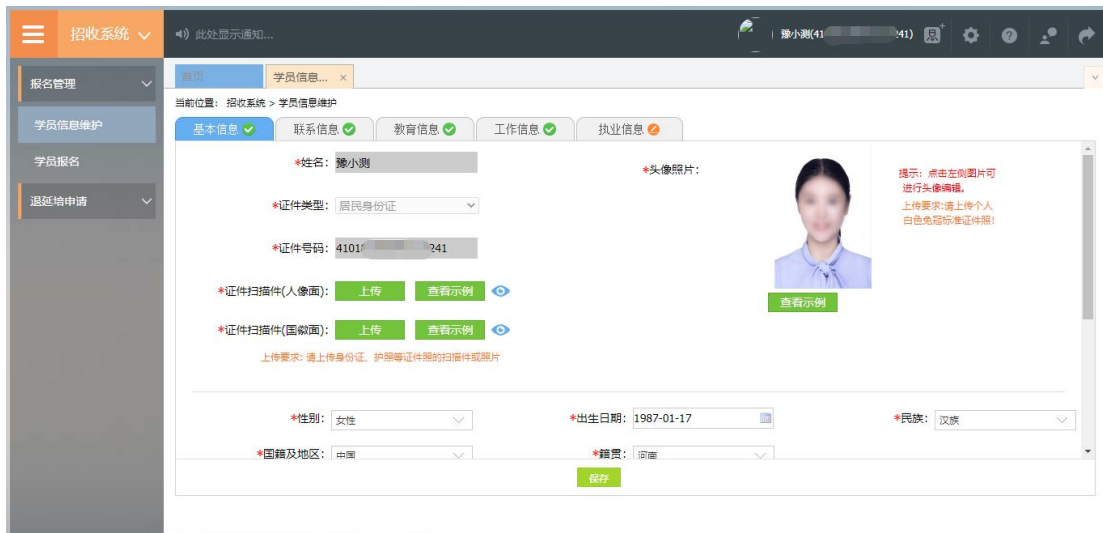 招收系统
此处显示通知...
豫小测(41 241)
报名管理
学员信息维护
学员报名
退延培申请
首页
学员信息...
当前位置： 招收系统 > 学员信息维护
基本信息
联系信息
教育信息
工作信息
执业信息
*姓名： 豫小测
*头像照片：
提示：点击左侧图片可
进行头像编辑。
上传要求:请上传个人
白色免冠标准证件照!
*证件类型： 居民身份证
*证件号码： 4101 241
*证件扫描件(人像面)： 上传 查看示例
查看示例
*证件扫描件(国徽面)： 上传 查看示例
上传要求: 请上传身份证、护照等证件照的扫描件或照片
*性别： 女性
*出生日期： 1987-01-17
*民族： 汉族
*国籍及地区： 中国
*籍贯： 河南
保存